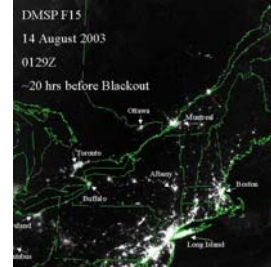 DMSP F15
14 August 2003
0129Z
~20 hrs before Blackout
Ottawa
Montreal
Toronto
Albany
Boston
Buffalo
Long Island